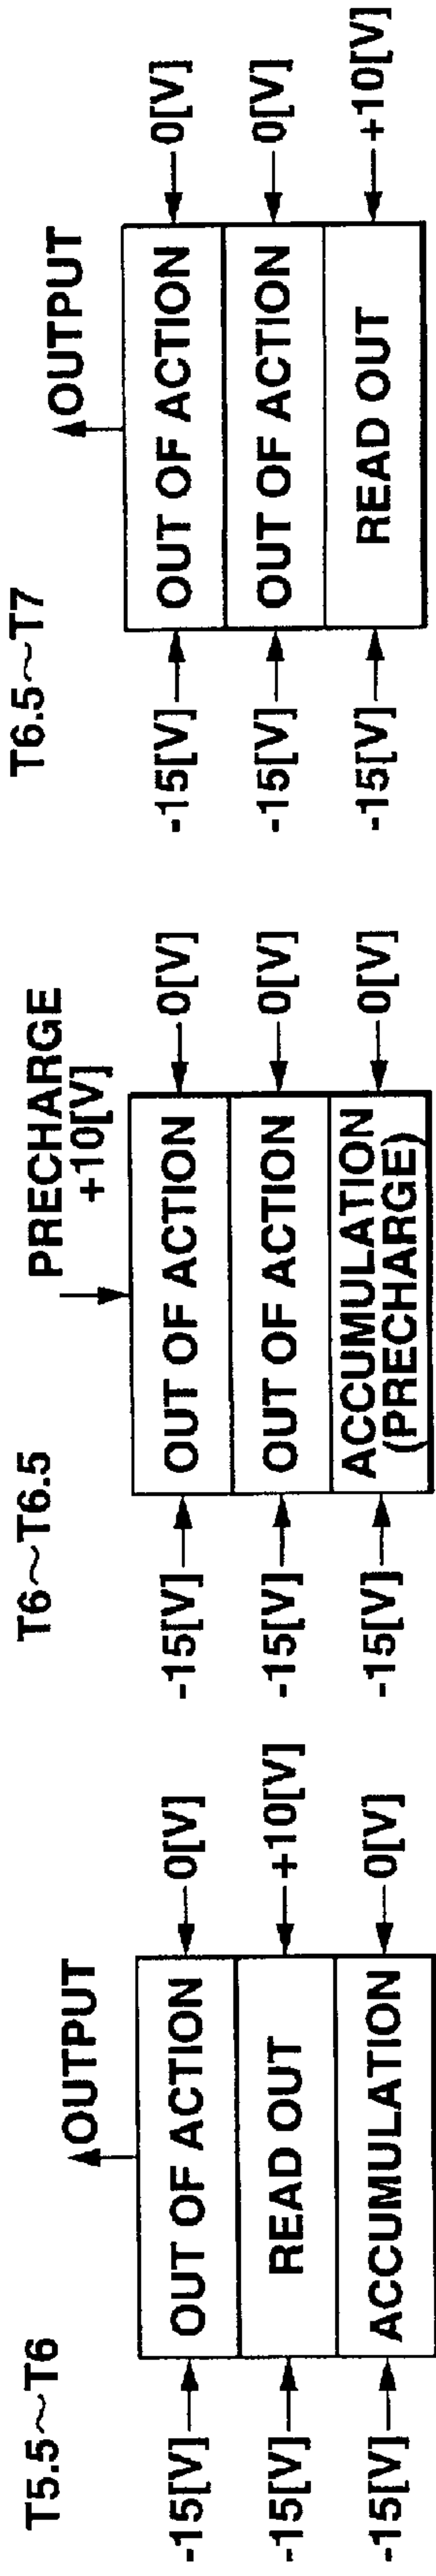 T5.5~T6
OUTPUT
-15[V] OUT OF ACTION 0[V]
-15[V] READ OUT +10[V]
-15[V] ACCUMULATION 0[V]
T6~T6.5
PRECHARGE
+10[V]
-15[V] OUT OF ACTION 0[V]
-15[V] OUT OF ACTION 0[V]
-15[V] ACCUMULATION
(PRECHARGE) 0[V]
T6.5~T7
OUTPUT
-15[V] OUT OF ACTION 0[V]
-15[V] OUT OF ACTION 0[V]
-15[V] READ OUT +10[V]